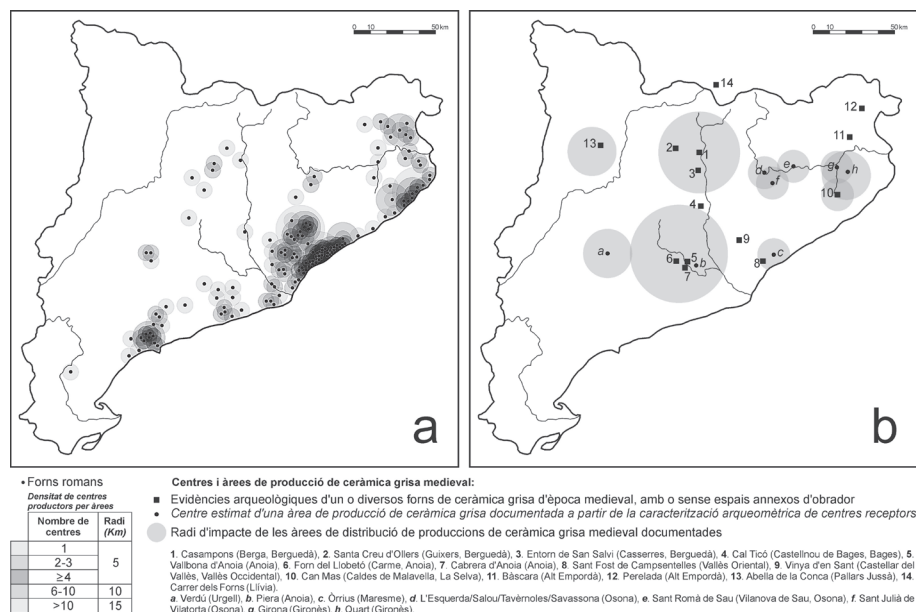 0 10 50 km
0 10 50 km
14
12
13
2
1
11
3
d
e
f
g
h
10
4
9
a
6
5
b
7
8
c
a
b
• Forns romans
Densitat de centres
productors per àrees
Nombre de centres Radi (Km)
1
2-3 5
≥4
6-10 10
>10 15
Centres i àrees de producció de ceràmica grisa medieval:
■ Evidències arqueològiques d'un o diversos forns de ceràmica grisa d'època medieval, amb o sense espais annexos d'obrador
• Centre estimat d'una àrea de producció de ceràmica grisa documentada a partir de la caracterització arqueomètrica de centres receptors
Radi d'impacte de les àrees de distribució de produccions de ceràmica grisa medieval documentades
1. Casampons (Berga, Berguedà), 2. Santa Creu d'Ollers (Guixers, Berguedà), 3. Entorn de San Salvi (Casserres, Berguedà), 4. Cal Ticó (Castellnou de Bages, Bages), 5.
Vallbona d'Anoia (Anoia), 6. Forn del Llobetó (Carme, Anoia), 7. Cabrera d'Anoia (Anoia), 8. Sant Fost de Campsentelles (Vallès Oriental), 9. Vinya d'en Sant (Castellar del
Vallès, Vallès Occidental), 10. Can Mas (Caldes de Malavella, La Selva), 11. Bàscara (Alt Empordà), 12. Perelada (Alt Empordà), 13. Abella de la Conca (Pallars Jussà), 14.
Carrer dels Forns (Llívia).
a. Verdú (Urgell), b. Piera (Anoia), c. Òrrius (Maresme), d. L'Esquerda/Salou/Tavèrnoles/Savassona (Osona), e. Sant Romà de Sau (Vilanova de Sau, Osona), f. Sant Julià de
Vilatorta (Osona), g. Girona (Gironès), h. Quart (Gironès).